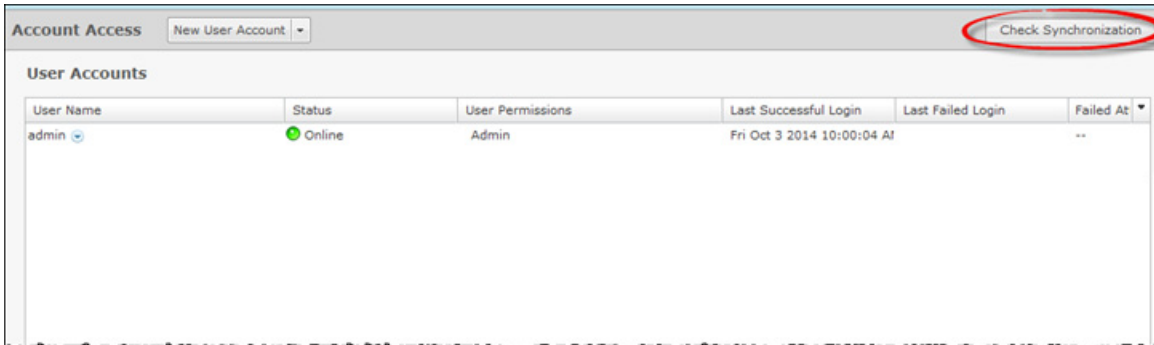 Account Access New User Account Check Synchronization
User Accounts
User Name Status User Permissions Last Successful Login Last Failed Login Failed At
admin Online Admin Fri Oct 3 2014 10:00:04 AM --